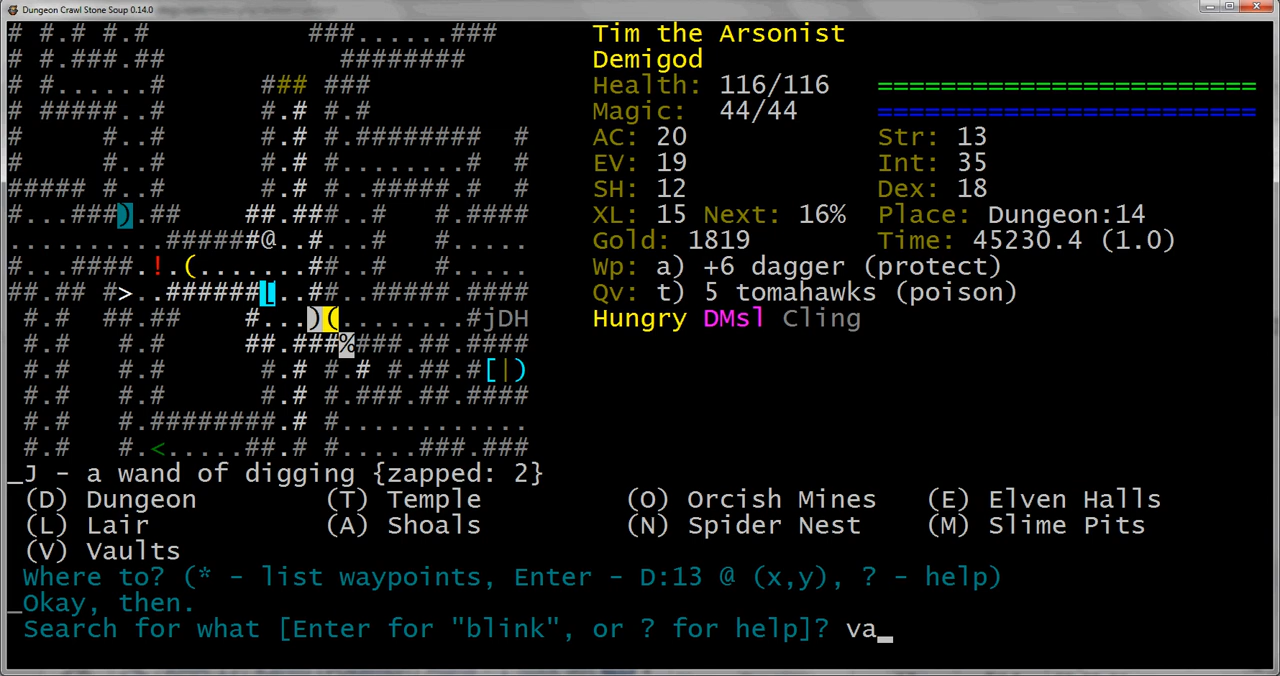 Dungeon Crawl Stone Soup 0.14.0
# #.# #.#          ###......###      Tim the Arsonist
# #.###.##           ########        Demigod
# #......#      ### ###              Health: 116/116   ========================
# #####..#      #.# #.#              Magic:  44/44     ========================
#     #..#      #.# #.########  #    AC: 20            Str: 13
#     #..#      #.# #........#  #    EV: 19            Int: 35
##### #..#      #.# #..#####.#  #    SH: 12            Dex: 18
#...###).##    ##.###..#   #.####    XL: 15 Next: 16%  Place: Dungeon:14
..........######@..#...#   #.....    Gold: 1819        Time: 45230.4 (1.0)
#...####.!.(.......##..#   #.....    Wp: a) +6 dagger (protect)
##.## #>..######[..##..#####.####    Qv: t) 5 tomahawks (poison)
 #.#  ##.##    #...)(........#jDH    Hungry DMsl Cling
 #.#   #.#     ##.###%###.##.####
 #.#   #.#      #.# #.# #.##.#[|)
 #.#   #.#      #.# #.###.##.####
 #.#   #.########.# #............
 #.#   #.<.....##.# #.....###.###
_J - a wand of digging {zapped: 2}
(D) Dungeon (T) Temple (O) Orcish Mines (E) Elven Halls
(L) Lair (A) Shoals (N) Spider Nest (M) Slime Pits
(V) Vaults
Where to? (* - list waypoints, Enter - D:13 @ (x,y), ? - help)
_Okay, then.
Search for what [Enter for "blink", or ? for help]? va_